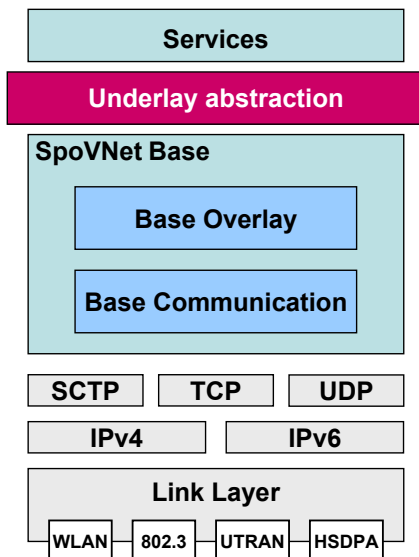 Services
Underlay abstraction
SpoVNet Base
Base Overlay
Base Communication
SCTP TCP UDP
IPv4 IPv6
Link Layer
WLAN 802.3 UTRAN HSDPA